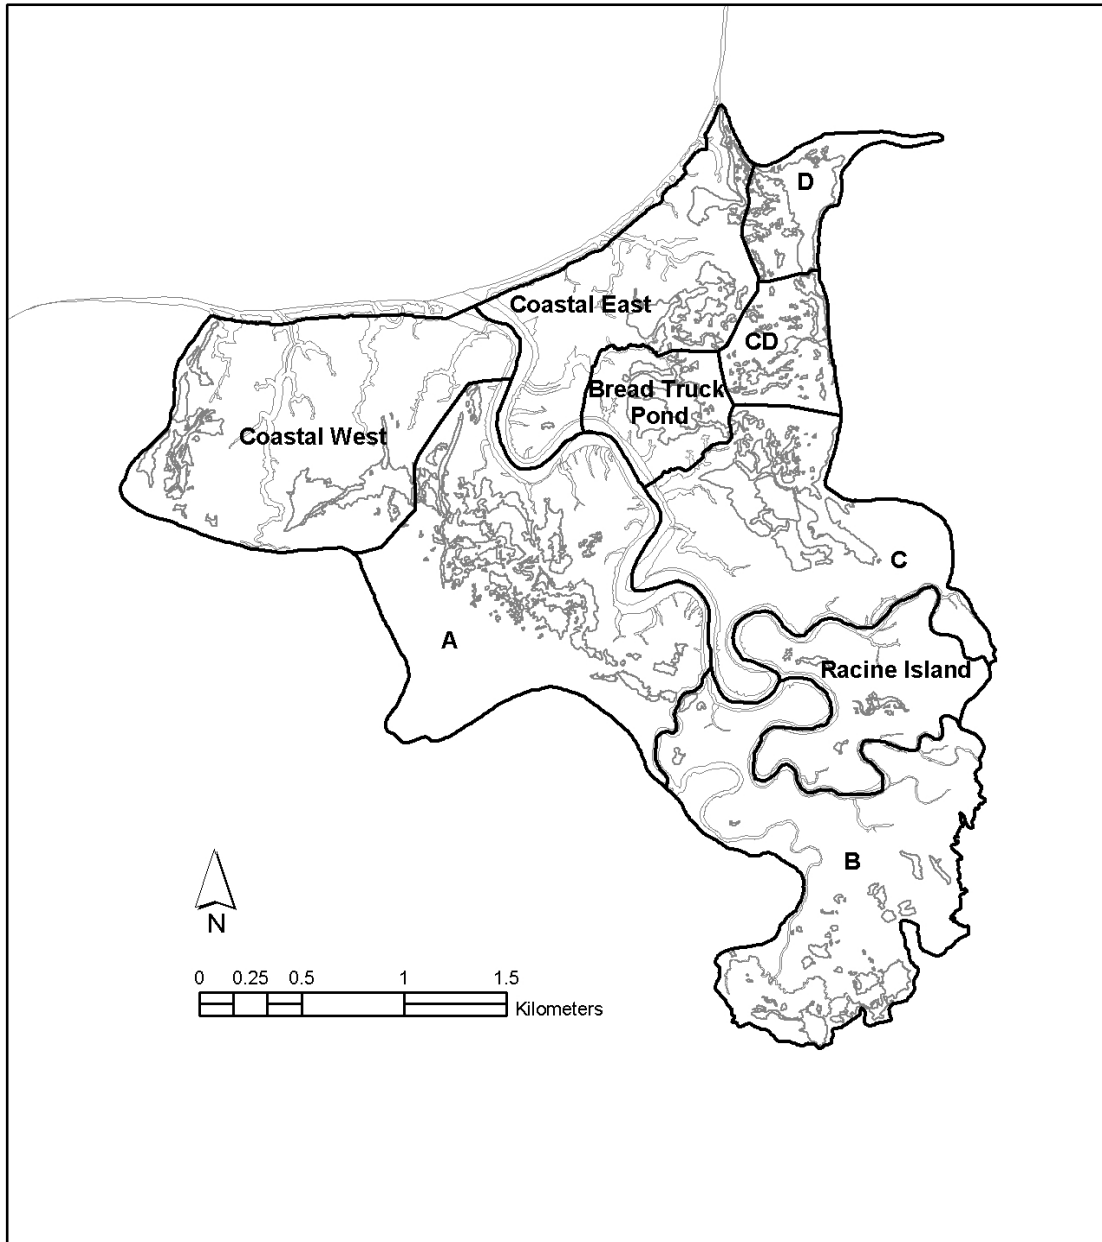 D
Coastal East
CD
Bread Truck
Pond
Coastal West
C
A
Racine Island
B
N
0 0.25 0.5 1 1.5
Kilometers